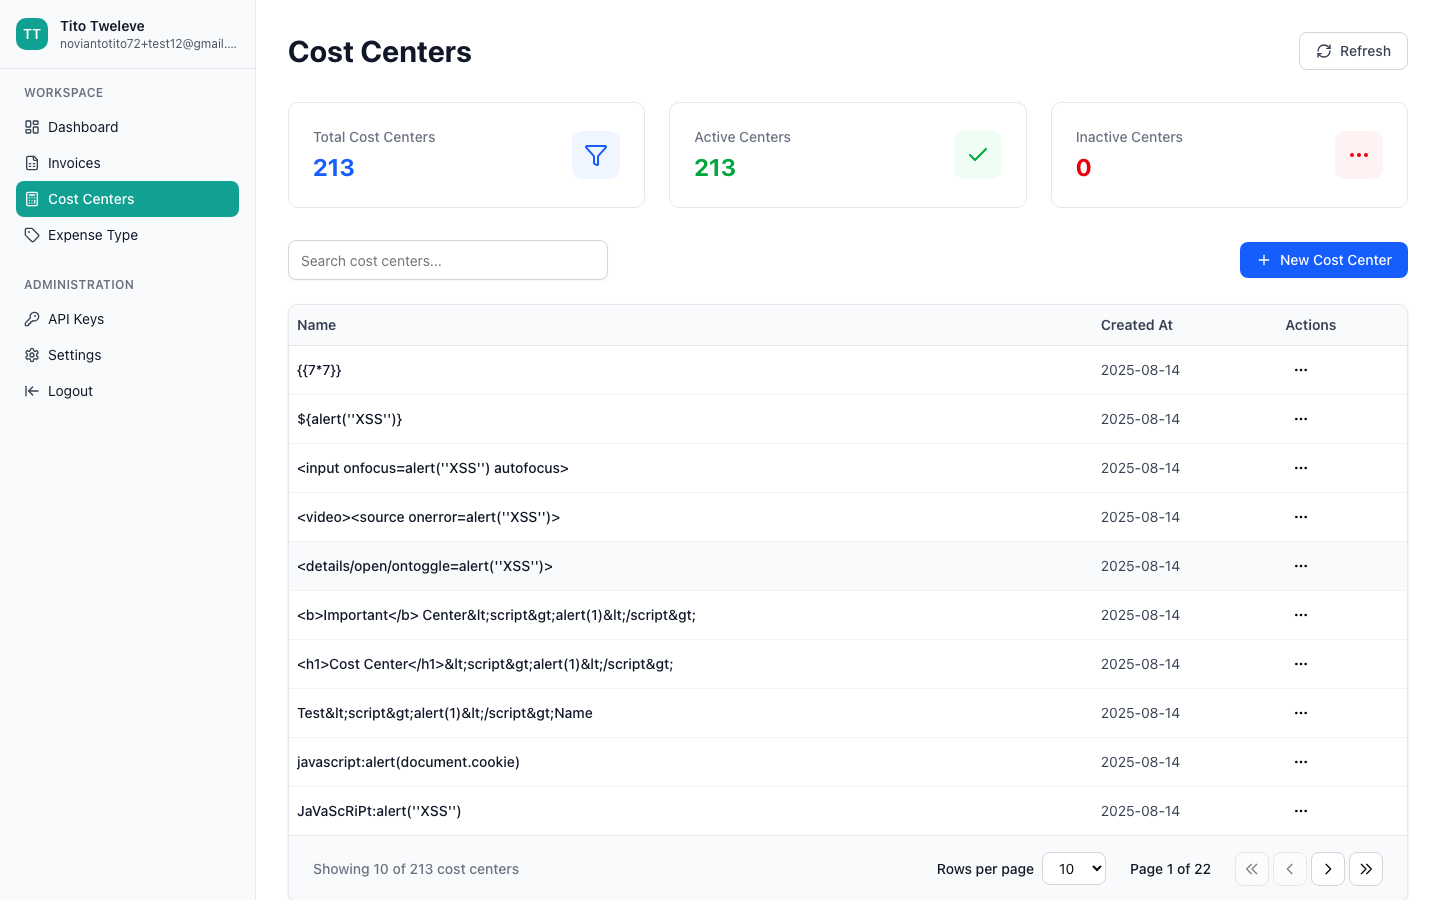 TT
Tito Tweleve
noviantotito72+test12@gmail....
WORKSPACE
Dashboard
Invoices
Cost Centers
Expense Type
ADMINISTRATION
API Keys
Settings
Logout
Cost Centers
Refresh
Total Cost Centers
213
Active Centers
213
Inactive Centers
0
Search cost centers...
New Cost Center
Name Created At Actions
{{7*7}} 2025-08-14
${alert(''XSS'')} 2025-08-14
<input onfocus=alert(''XSS'') autofocus> 2025-08-14
<video><source onerror=alert(''XSS'')> 2025-08-14
<details/open/ontoggle=alert(''XSS'')> 2025-08-14
<b>Important</b> Center&lt;script&gt;alert(1)&lt;/script&gt; 2025-08-14
<h1>Cost Center</h1>&lt;script&gt;alert(1)&lt;/script&gt; 2025-08-14
Test&lt;script&gt;alert(1)&lt;/script&gt;Name 2025-08-14
javascript:alert(document.cookie) 2025-08-14
JaVaScRiPt:alert(''XSS'') 2025-08-14
Showing 10 of 213 cost centers Rows per page 10 Page 1 of 22